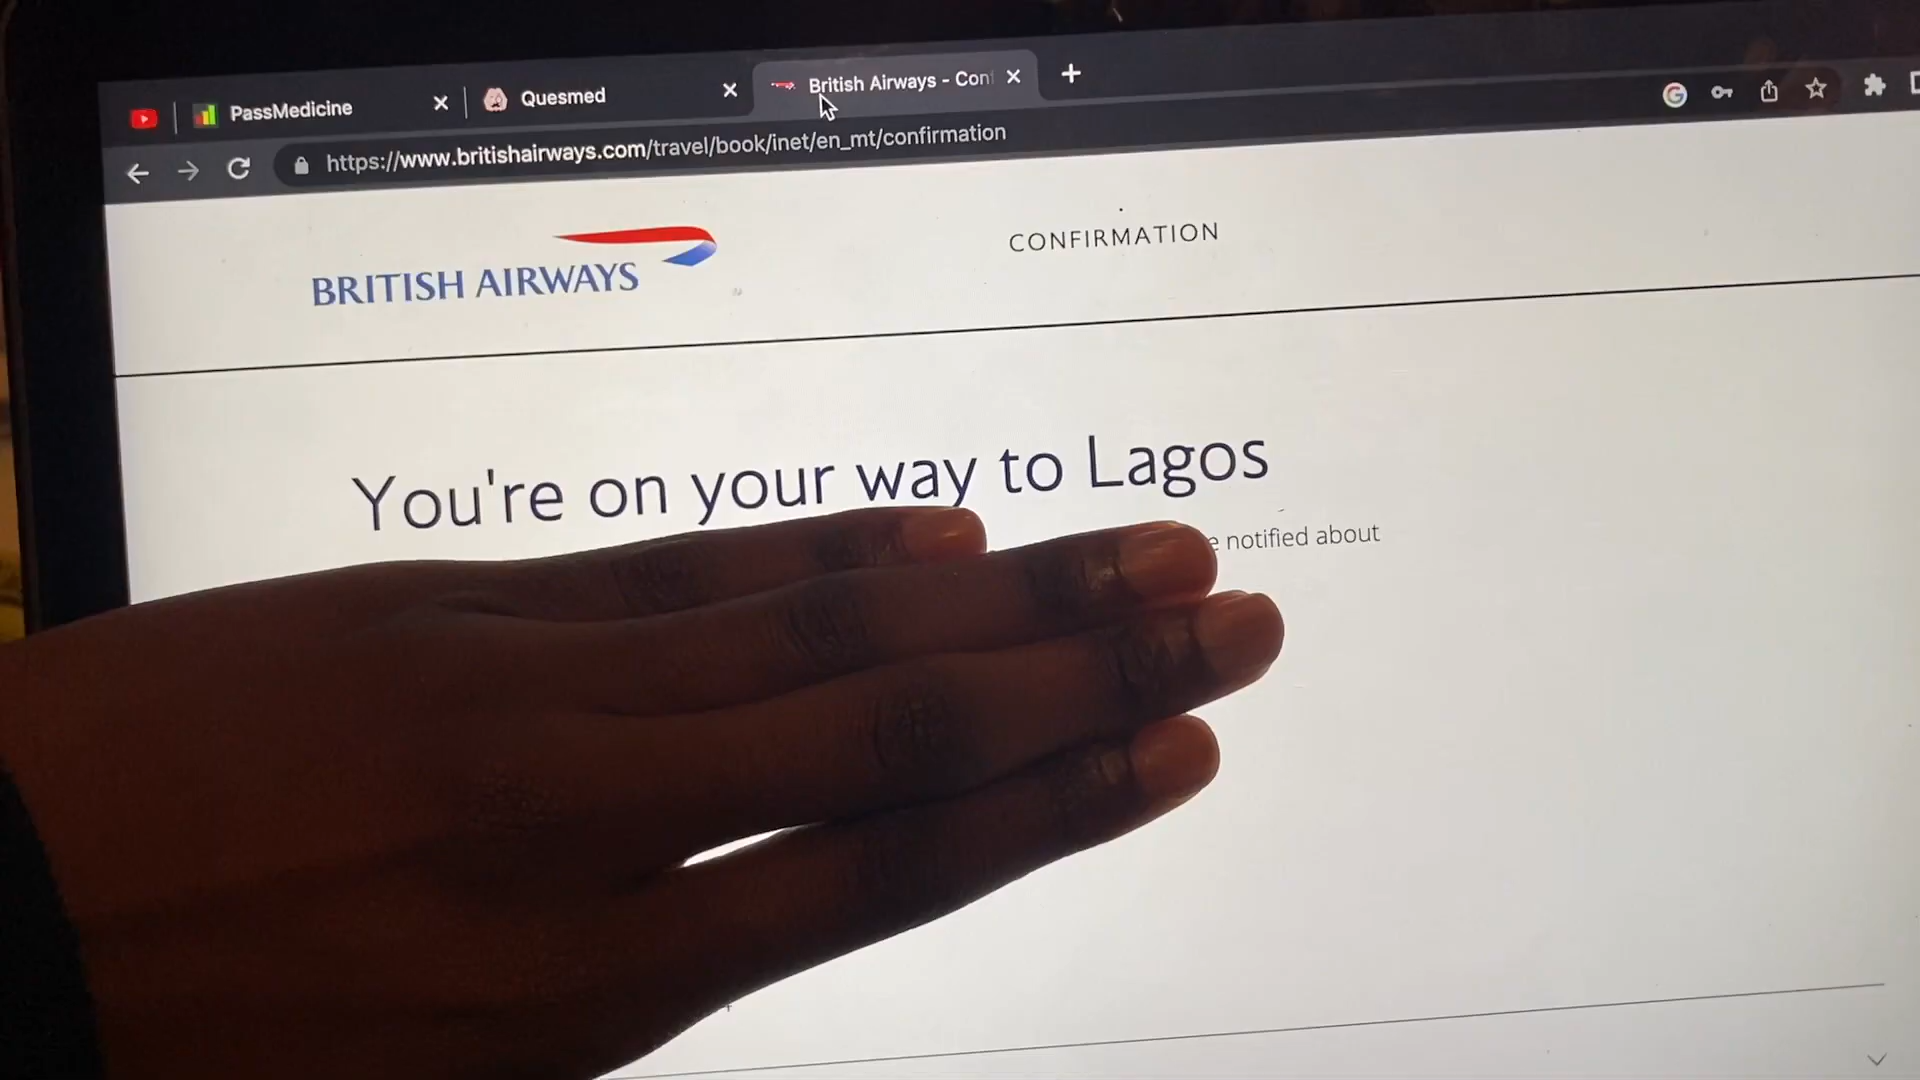 PassMedicine
Quesmed
British Airways - Con
https://www.britishairways.com/travel/book/inet/en_mt/confirmation
BRITISH AIRWAYS
CONFIRMATION
You're on your way to Lagos
notified about